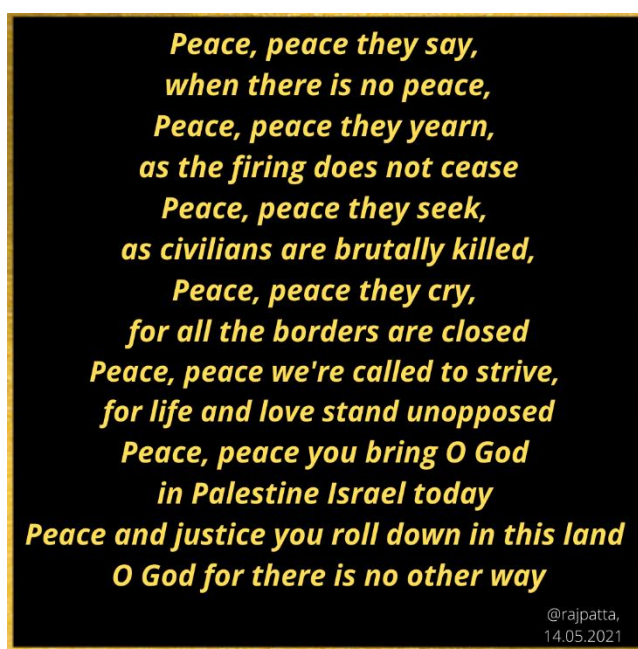 Peace, peace they say,
when there is no peace,
Peace, peace they yearn,
as the firing does not cease
Peace, peace they seek,
as civilians are brutally killed,
Peace, peace they cry,
for all the borders are closed
Peace, peace we're called to strive,
for life and love stand unopposed
Peace, peace you bring O God
in Palestine Israel today
Peace and justice you roll down in this land
O God for there is no other way
@rajpatta,
14.05.2021